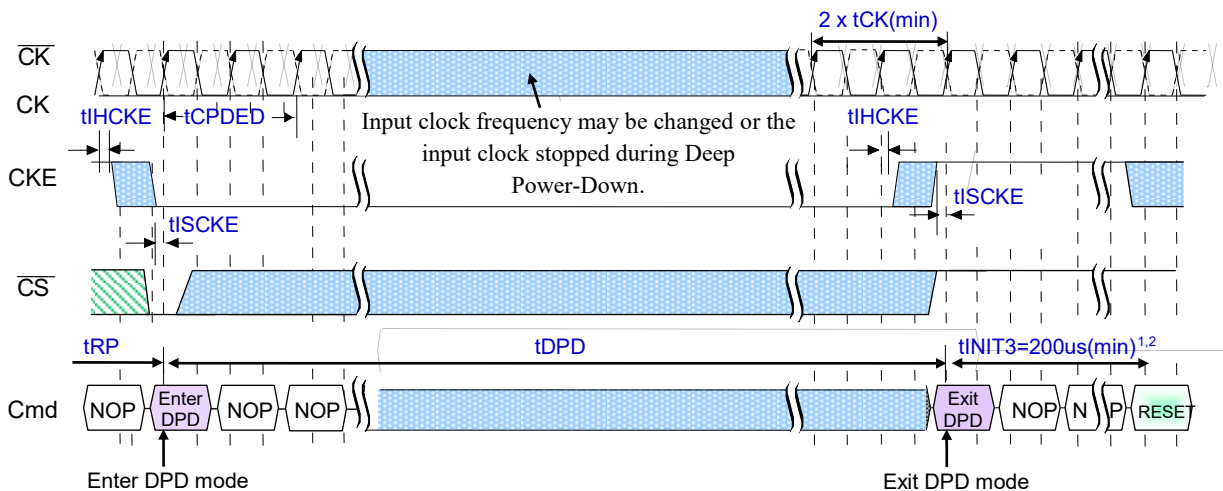 2 x tCK(min)
CK
CK
tIHCKE
tCPDED
Input clock frequency may be changed or the
input clock stopped during Deep
Power-Down.
tIHCKE
CKE
tISCKE
tISCKE
CS
tRP
tDPD
tINIT3=200us(min)1,2
Cmd
NOP
Enter
DPD
NOP
NOP
Exit
DPD
NOP
N
P
RESET
Enter DPD mode
Exit DPD mode